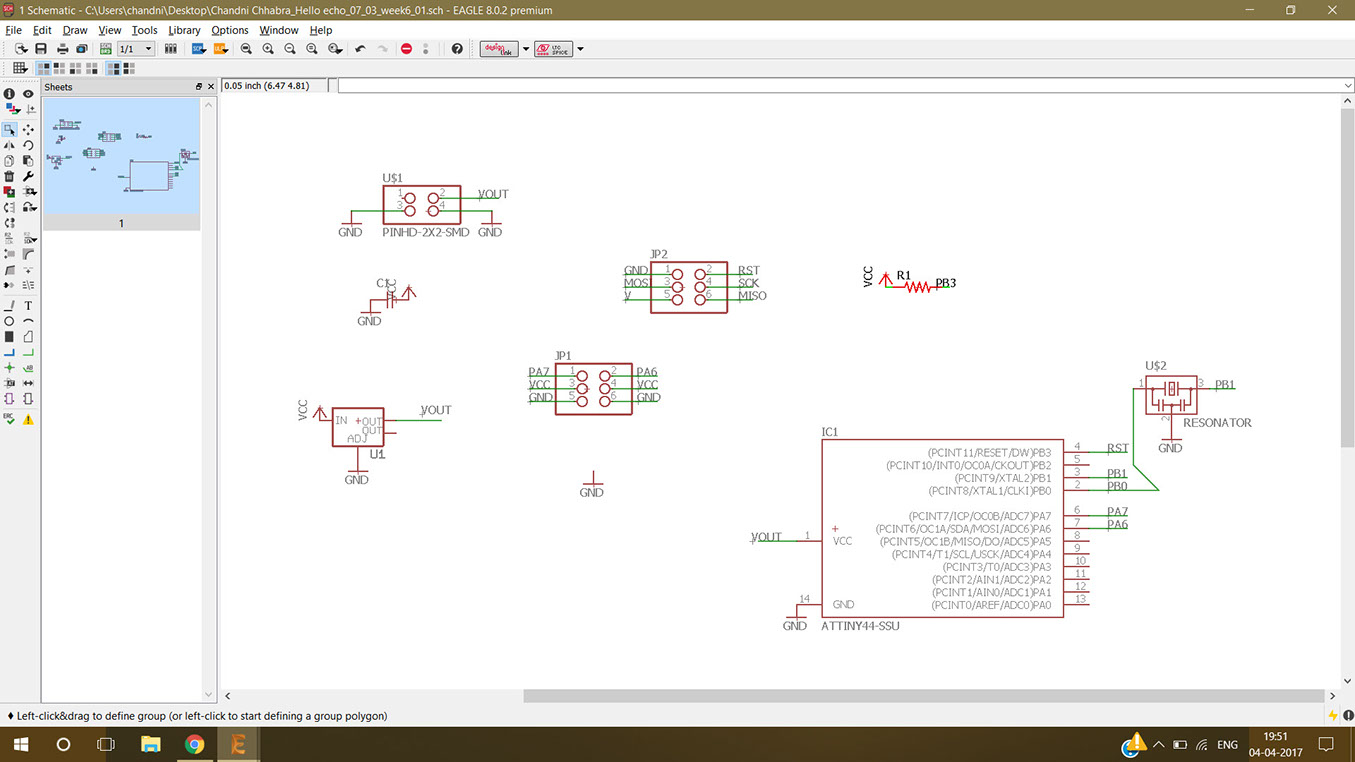 1 Schematic - C:\Users\chandni\Desktop\Chandni Chhabra_Hello echo_07_03_week6_01.sch - EAGLE 8.0.2 premium
File Edit Draw View Tools Library Options Window Help
1/1
design link
LTC SPICE
Sheets
0.05 inch (6.47 4.81)
1
U$1
1 2 VOUT
3 4
GND PINHD-2X2-SMD GND
JP2
GND 1 2 RST
MOSI 3 4 SCK
V 5 6 MISO
VCC R1 PB3
C1 VCC
GND
JP1
PA7 1 2 PA6
VCC 3 4 VCC
GND 5 6 GND
U$2
1 3 PB1
2
RESONATOR
GND
VCC VOUT
IN +OUT
OUT
ADJ
U1
GND
GND
IC1
(PCINT11/RESET/DW)PB3 4 RST
(PCINT10/INT0/OC0A/CKOUT)PB2 5
(PCINT9/XTAL2)PB1 3 PB1
(PCINT8/XTAL1/CLKI)PB0 2 PB0
(PCINT7/ICP/OC0B/ADC7)PA7 6 PA7
(PCINT6/OC1A/SDA/MOSI/ADC6)PA6 7 PA6
VOUT 1 VCC (PCINT5/OC1B/MISO/DO/ADC5)PA5 8
(PCINT4/T1/SCL/USCK/ADC4)PA4 9
(PCINT3/T0/ADC3)PA3 10
(PCINT2/AIN1/ADC2)PA2 11
(PCINT1/AIN0/ADC1)PA1 12
14 GND (PCINT0/AREF/ADC0)PA0 13
GND ATTINY44-SSU
Left-click&drag to define group (or left-click to start defining a group polygon)
ENG
19:51
04-04-2017